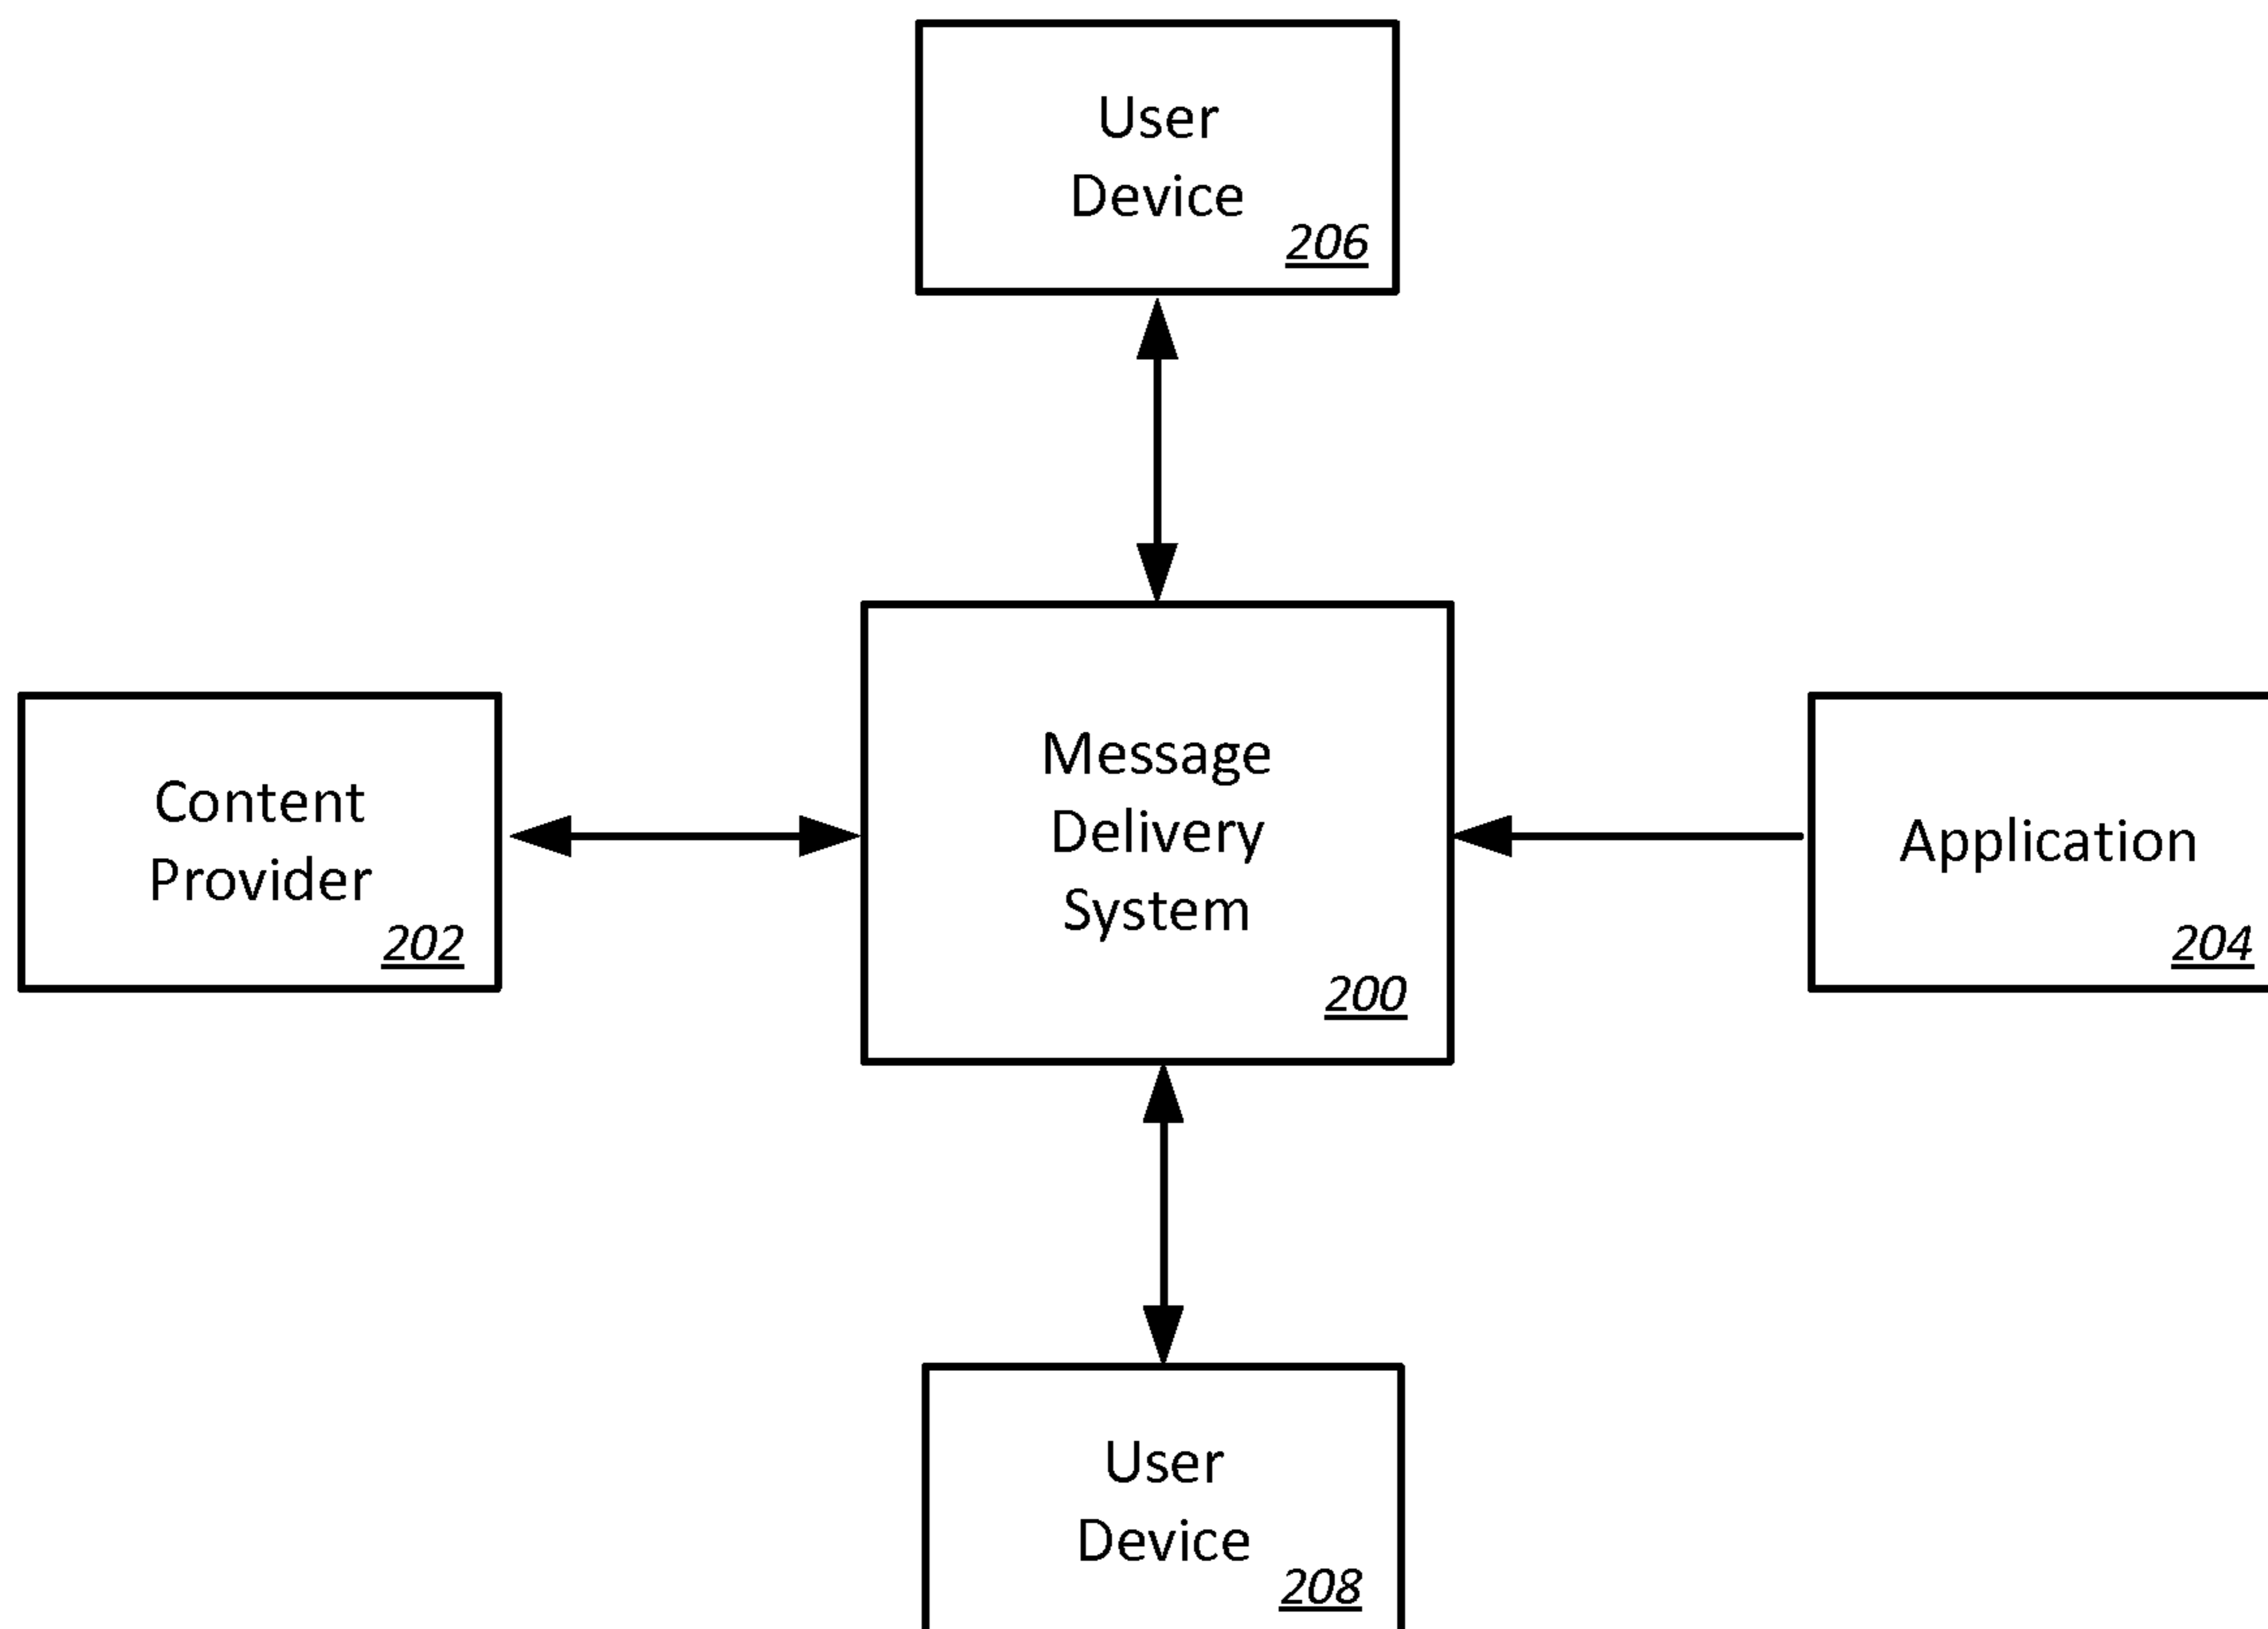 User
Device
206
Content
Provider
202
Message
Delivery
System
200
Application
204
User
Device
208